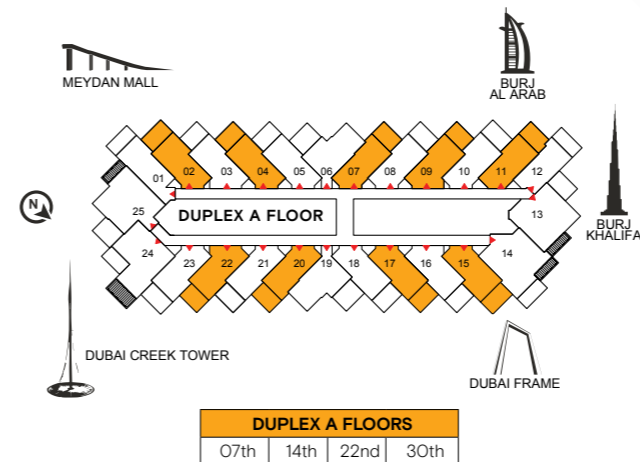 MEYDAN MALL
BURJ
AL ARAB
01 02 03 04 05 06 07 08 09 10 11 12
N
25
DUPLEX A FLOOR
13
BURJ
KHALIFA
24 23 22 21 20 19 18 17 16 15 14
DUBAI CREEK TOWER
DUBAI FRAME
DUPLEX A FLOORS
07th 14th 22nd 30th